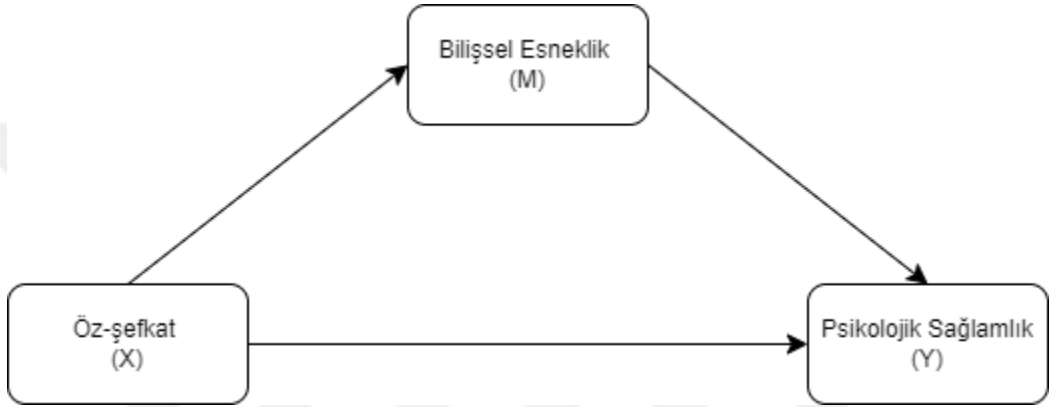 Bilişsel Esneklik
(M)
Öz-şefkat
(X)
Psikolojik Sağlamlık
(Y)